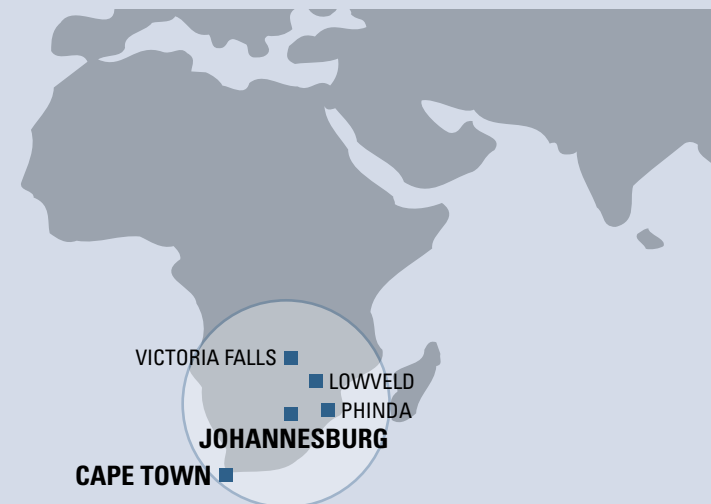 VICTORIA FALLS
LOWVELD
PHINDA
JOHANNESBURG
CAPE TOWN